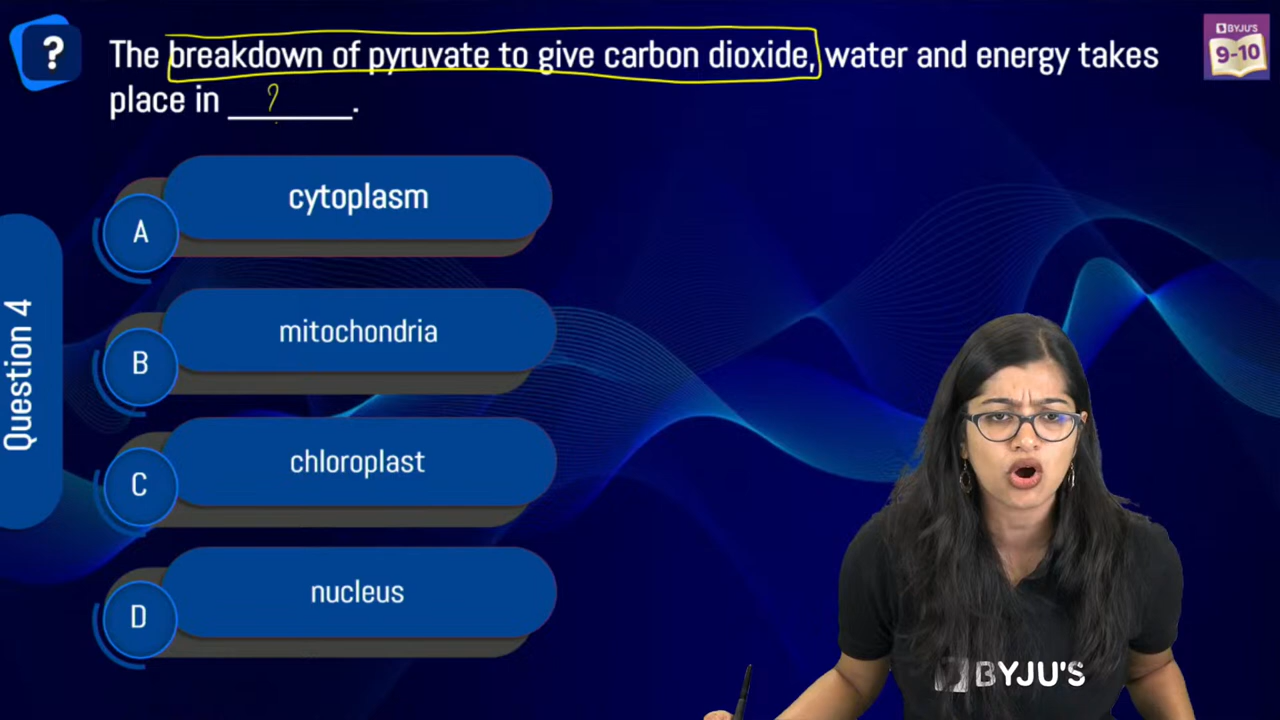 ?
The breakdown of pyruvate to give carbon dioxide, water and energy takes
place in ? .
BYJU'S
9-10
Question 4
A
cytoplasm
B
mitochondria
C
chloroplast
D
nucleus
BYJU'S